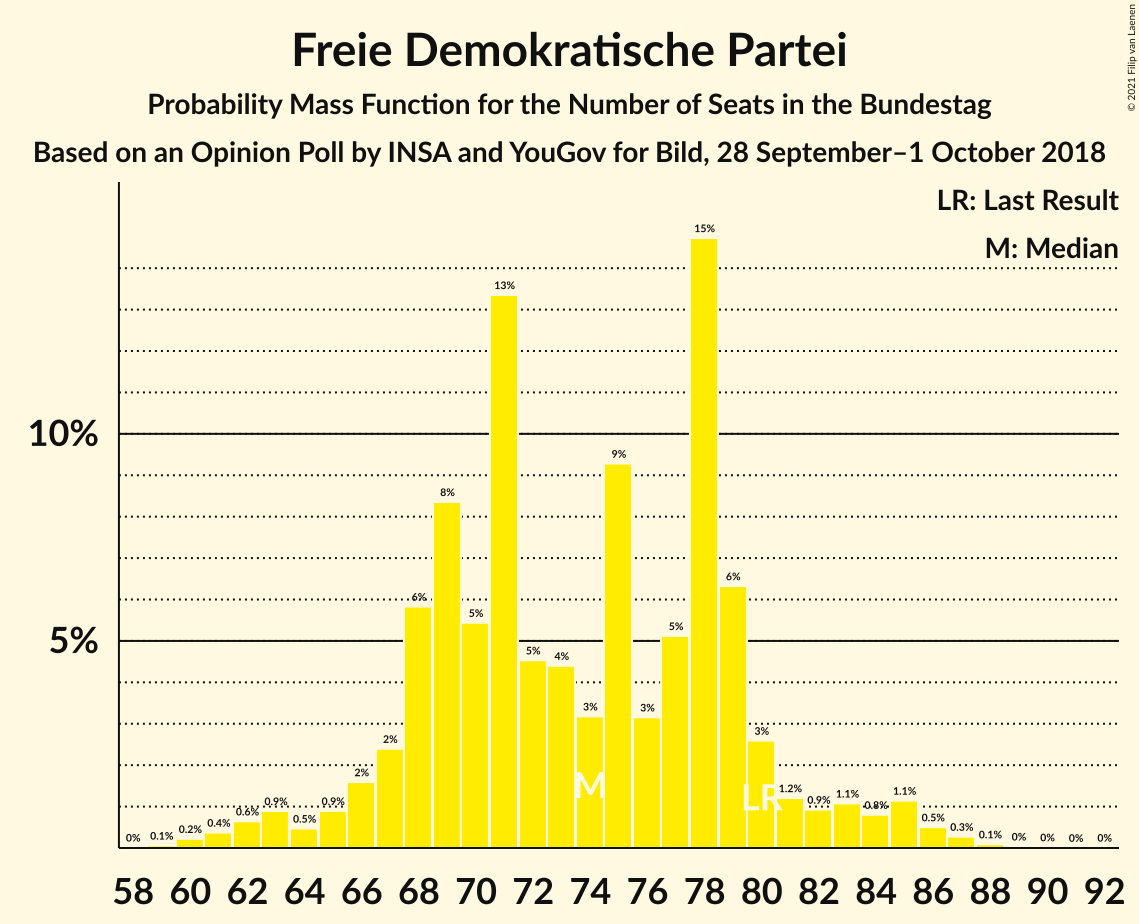 Freie Demokratische Partei
Probability Mass Function for the Number of Seats in the Bundestag
Based on an Opinion Poll by INSA and YouGov for Bild, 28 September–1 October 2018
© 2021 Filip van Laenen
LR: Last Result
M: Median
10%
5%
0% 0.1% 0.2% 0.4% 0.6% 0.9% 0.5% 0.9% 2% 2% 6% 8% 5% 13% 5% 4% 3% 9% 3% 5% 15% 6% 3% 1.2% 0.9% 1.1% 0.8% 1.1% 0.5% 0.3% 0.1% 0% 0% 0% 0%
M LR
58 60 62 64 66 68 70 72 74 76 78 80 82 84 86 88 90 92